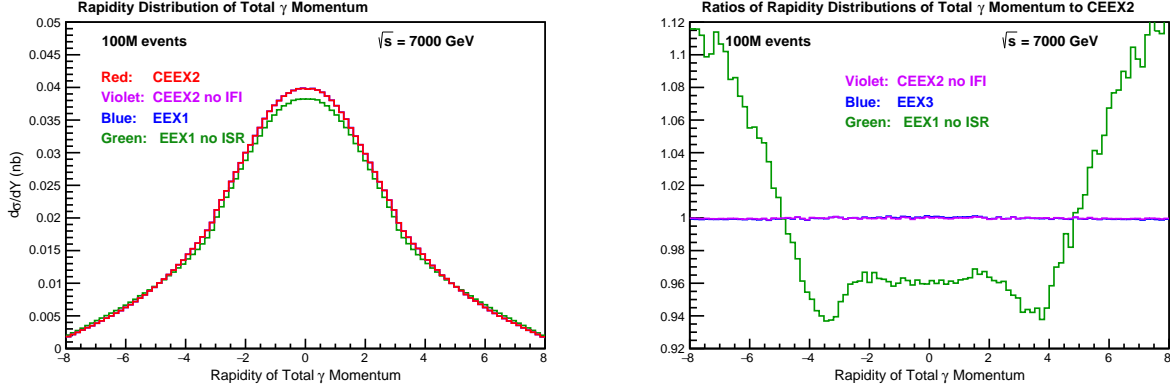 Rapidity Distribution of Total γ Momentum
100M events
√s = 7000 GeV
Red: CEEX2
Violet: CEEX2 no IFI
Blue: EEX1
Green: EEX1 no ISR
dσ/dY (nb)
0.05
0.045
0.04
0.035
0.03
0.025
0.02
0.015
0.01
0.005
0
−8 −6 −4 −2 0 2 4 6 8
Rapidity of Total γ Momentum
Ratios of Rapidity Distributions of Total γ Momentum to CEEX2
100M events
√s = 7000 GeV
Violet: CEEX2 no IFI
Blue: EEX3
Green: EEX1 no ISR
1.12
1.1
1.08
1.06
1.04
1.02
1
0.98
0.96
0.94
0.92
−8 −6 −4 −2 0 2 4 6 8
Rapidity of Total γ Momentum